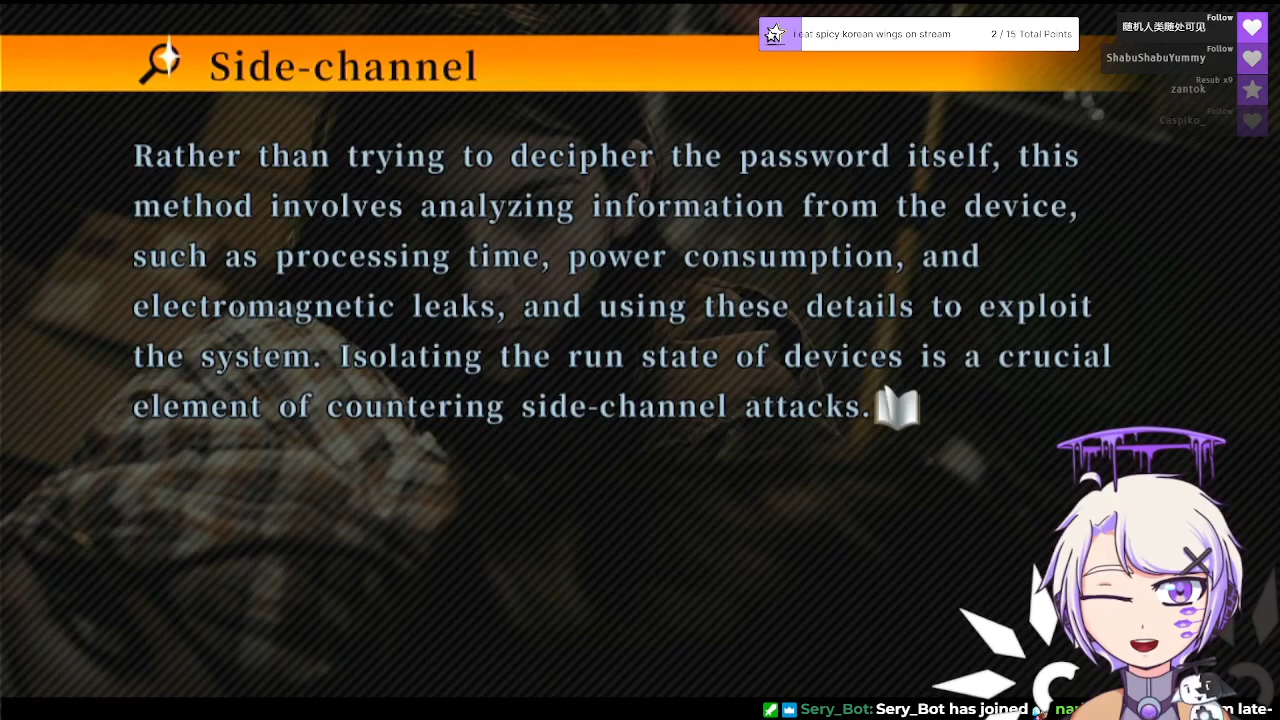 Side-channel
i eat spicy korean wings on stream 2 / 15 Total Points
Follow
随机人类随处可见
Follow
ShabuShabuYummy
Resub x9
zantok
Follow
Caspiko_
Rather than trying to decipher the password itself, this
method involves analyzing information from the device,
such as processing time, power consumption, and
electromagnetic leaks, and using these details to exploit
the system. Isolating the run state of devices is a crucial
element of countering side-channel attacks.
Sery_Bot: Sery_Bot has joined
late-